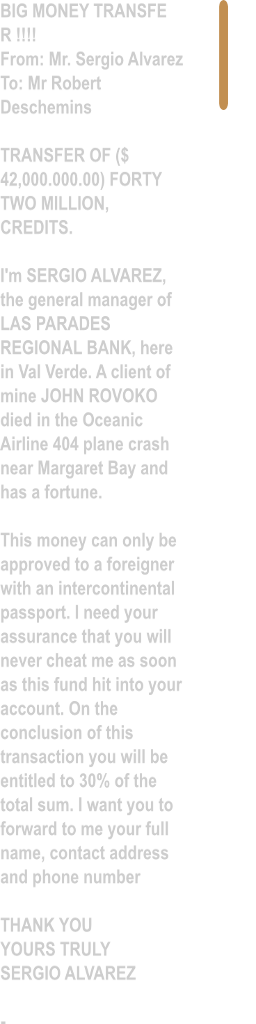 BIG MONEY TRANSFE
R !!!!
From: Mr. Sergio Alvarez
To: Mr Robert
Deschemins

TRANSFER OF ($
42,000.000.00) FORTY
TWO MILLION,
CREDITS.

I'm SERGIO ALVAREZ,
the general manager of
LAS PARADES
REGIONAL BANK, here
in Val Verde. A client of
mine JOHN ROVOKO
died in the Oceanic
Airline 404 plane crash
near Margaret Bay and
has a fortune.

This money can only be
approved to a foreigner
with an intercontinental
passport. I need your
assurance that you will
never cheat me as soon
as this fund hit into your
account. On the
conclusion of this
transaction you will be
entitled to 30% of the
total sum. I want you to
forward to me your full
name, contact address
and phone number

THANK YOU
YOURS TRULY
SERGIO ALVAREZ

-